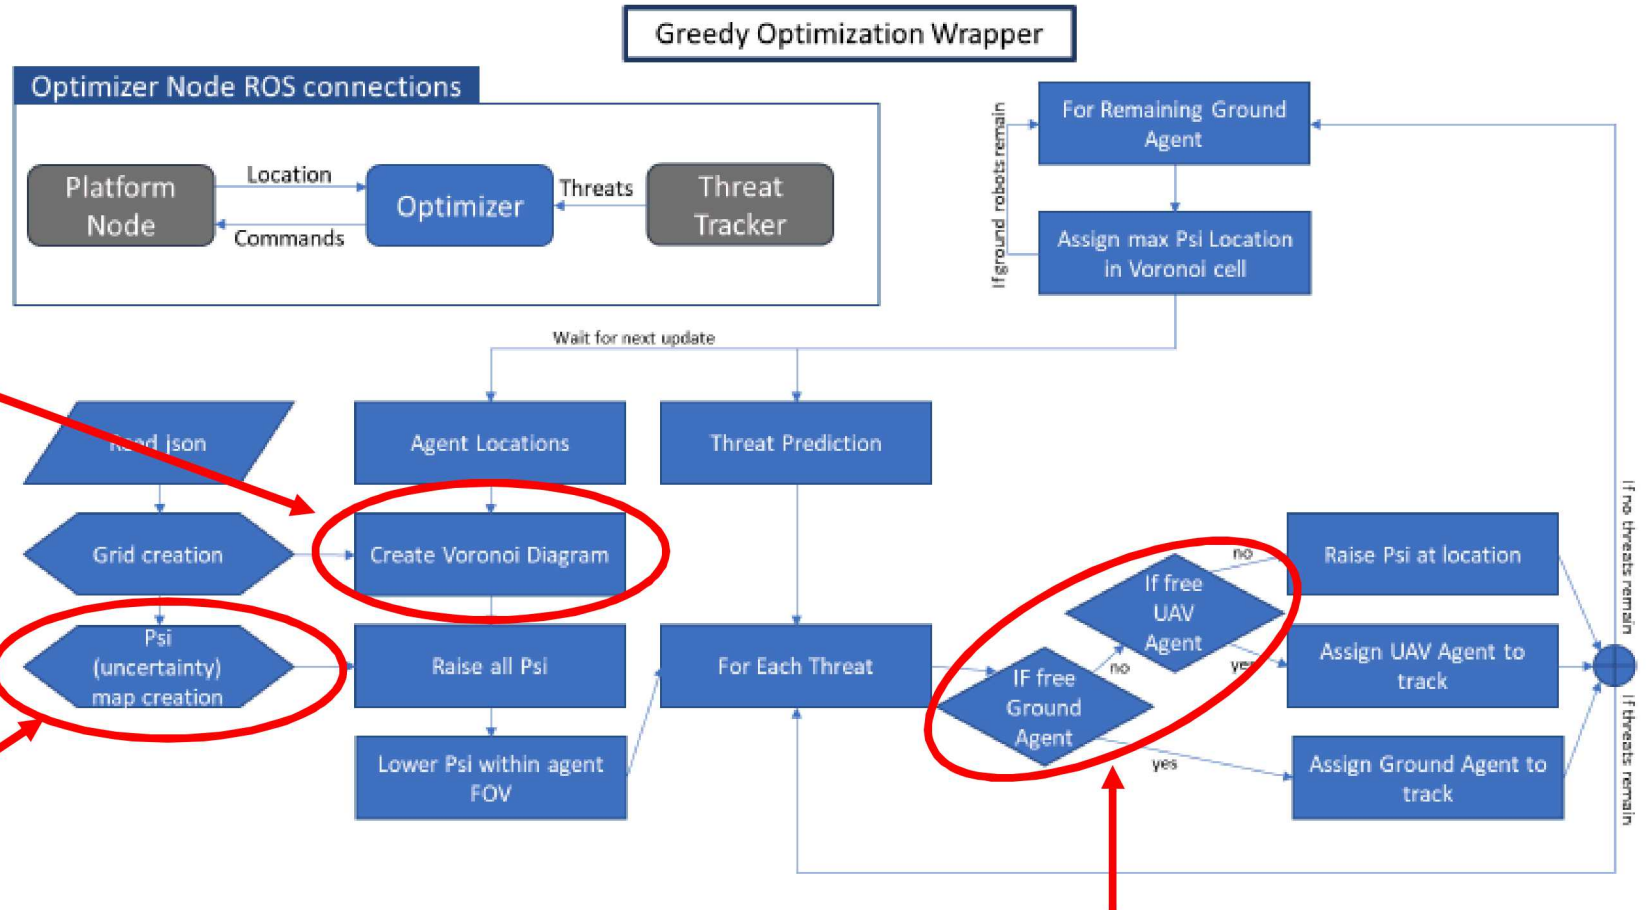 Greedy Optimization Wrapper
Optimizer Node ROS connections
Platform
Node
Location
Commands
Optimizer
Threats
Threat
Tracker
For Remaining Ground
Agent
If ground robots remain
Assign max Psi Location
in Voronoi cell
Wait for next update
Read json
Agent Locations
Threat Prediction
Grid creation
Create Voronoi Diagram
Psi
(uncertainty)
map creation
Raise all Psi
Lower Psi within agent
FOV
For Each Threat
IF free
Ground
Agent
no
yes
If free
UAV
Agent
no
yes
Raise Psi at location
Assign UAV Agent to
track
Assign Ground Agent to
track
If no threats remain
If threats remain